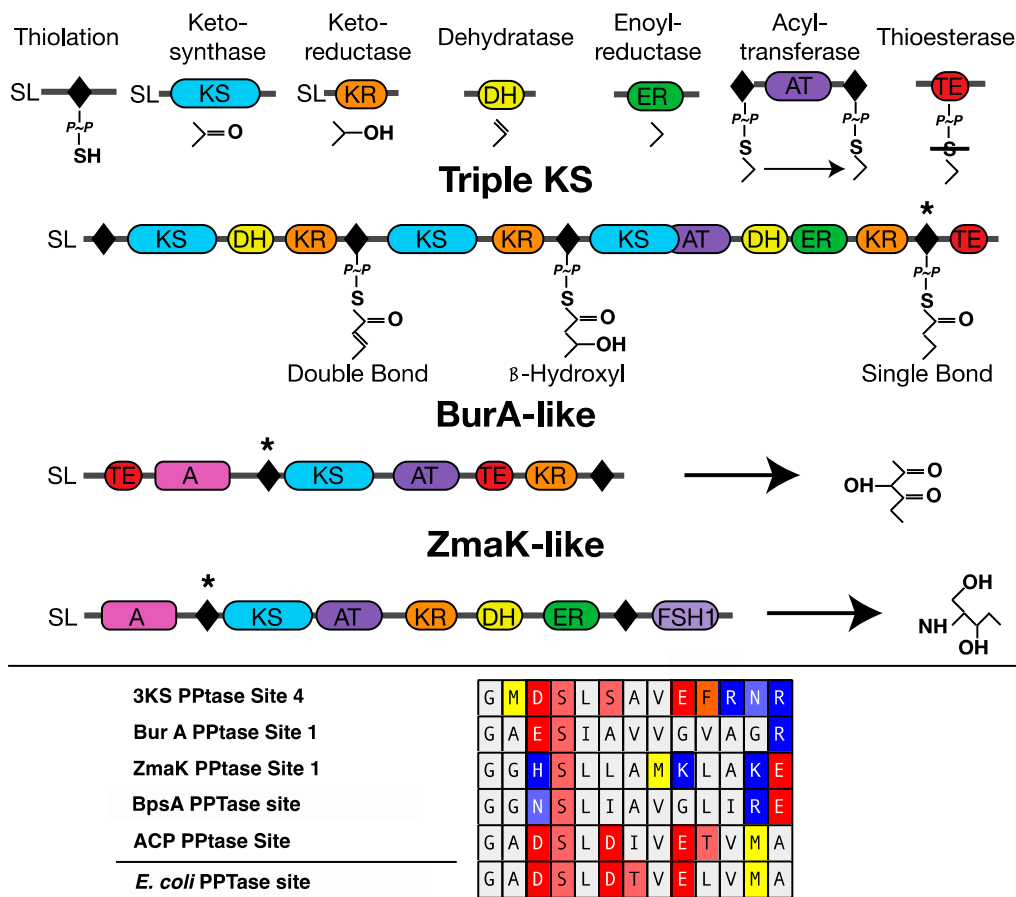 Thiolation Keto-synthase Keto-reductase Dehydratase Enoyl-reductase Acyl-transferase Thioesterase
SL KS SL KR DH ER AT TE
P~P O OH P~P P~P P~P
SH S S S
Triple KS
*
SL KS DH KR KS KR KS AT DH ER KR TE
P~P P~P P~P
S S S
O O O
OH
Double Bond β-Hydroxyl Single Bond
BurA-like
*
SL TE A KS AT TE KR
O
OH
O
ZmaK-like
*
SL A KS AT KR DH ER FSH1
OH
NH
OH
3KS PPtase Site 4 G M D S L S A V E F R N R
Bur A PPtase Site 1 G A E S I A V V G V A G R
ZmaK PPtase Site 1 G G H S L L A M K L A K E
BpsA PPTase site G G N S L I A V G L I R E
ACP PPtase Site G A D S L D I V E T V M A
E. coli PPTase site G A D S L D T V E L V M A